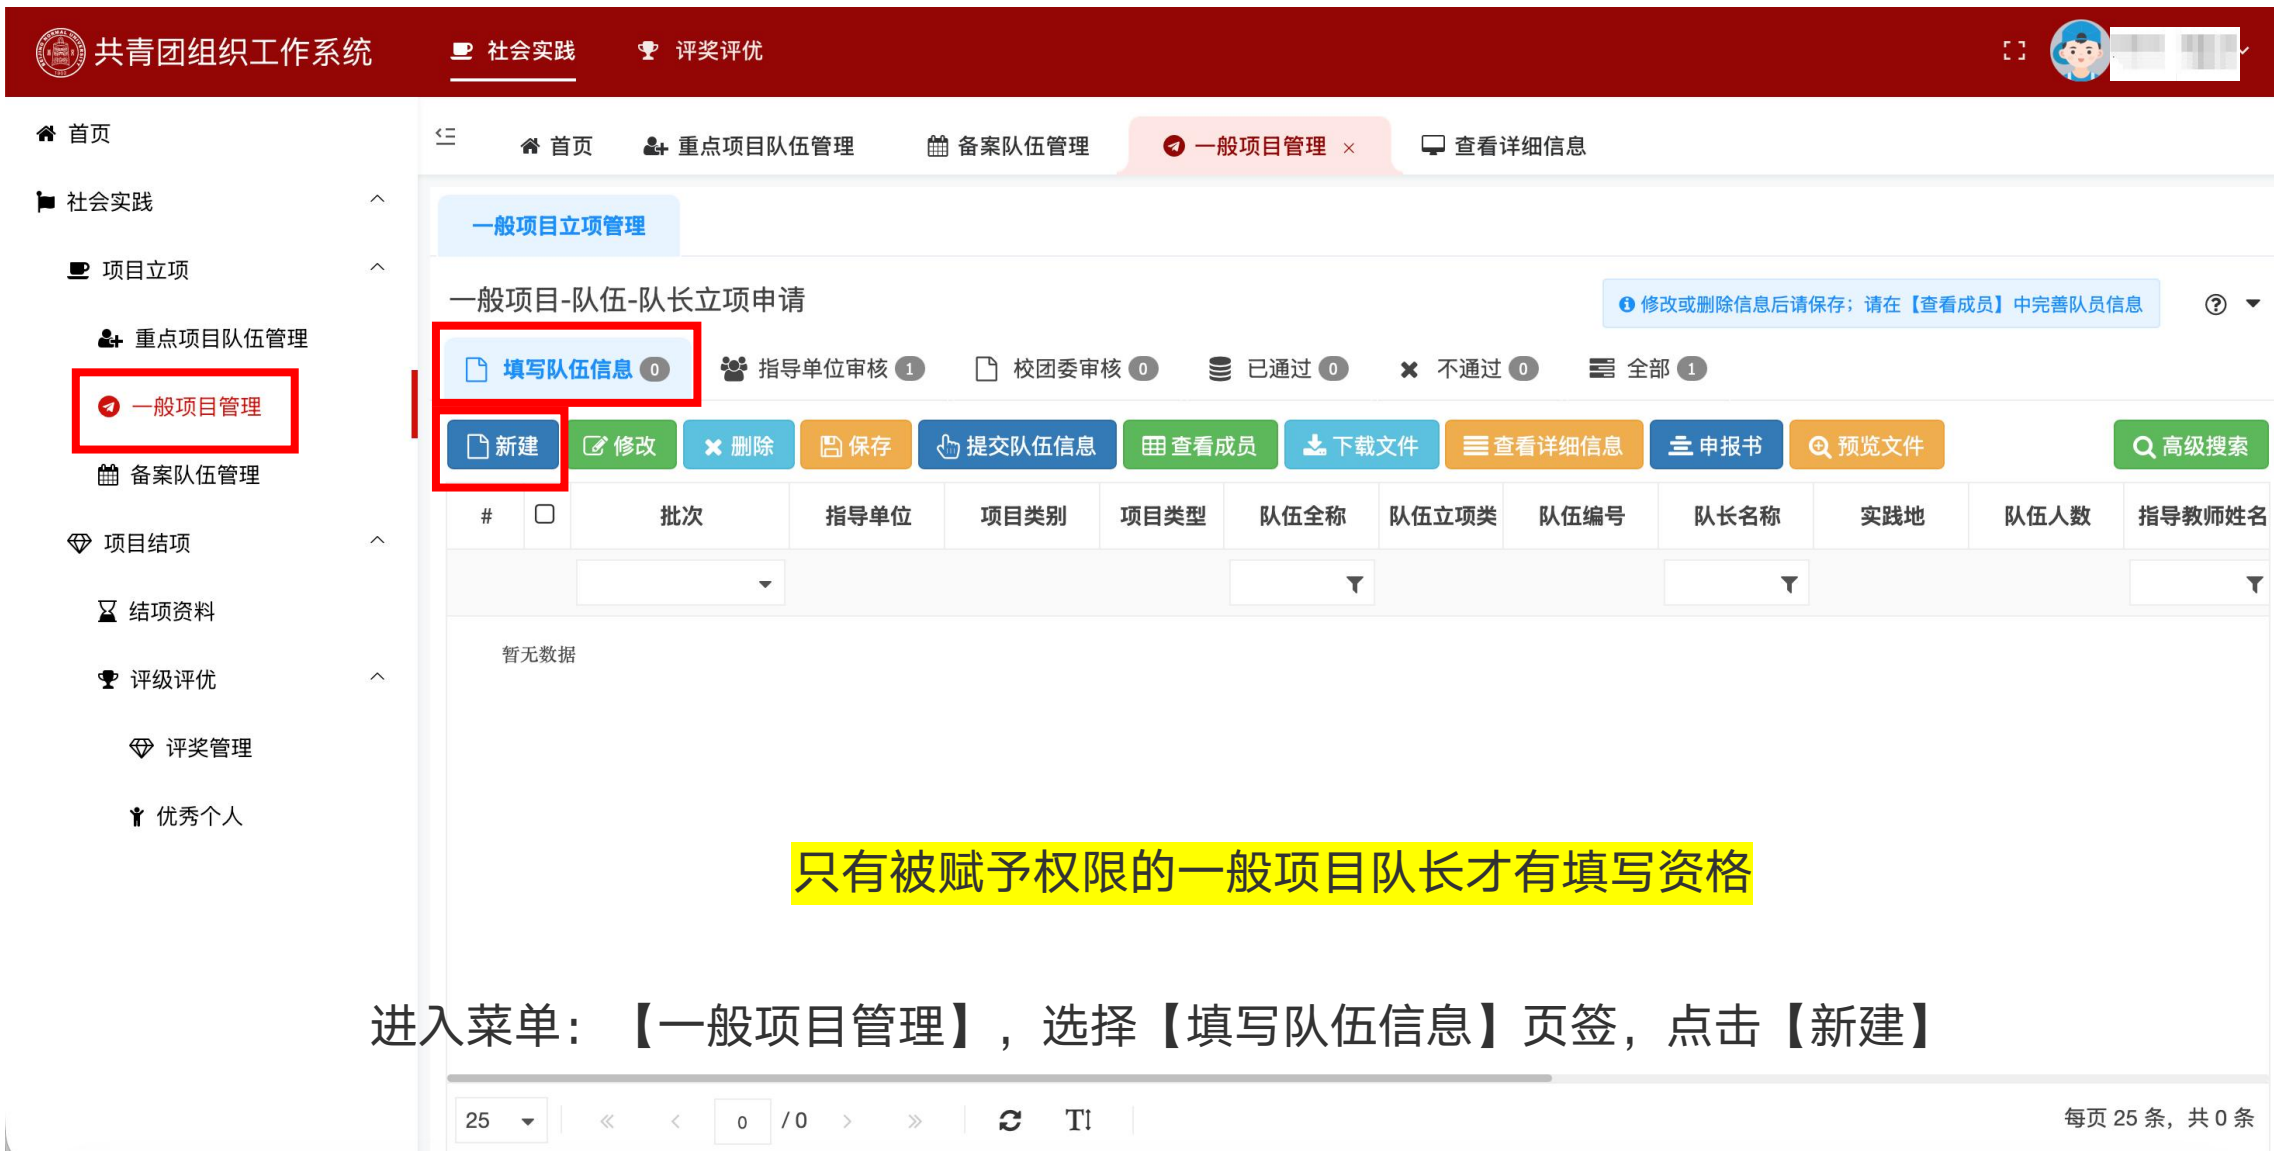 共青团组织工作系统 社会实践 评奖评优
首页
社会实践
项目立项
重点项目队伍管理
一般项目管理
备案队伍管理
项目结项
结项资料
评级评优
评奖管理
优秀个人
首页 重点项目队伍管理 备案队伍管理 一般项目管理 × 查看详细信息
一般项目立项管理
一般项目-队伍-队长立项申请 修改或删除信息后请保存；请在【查看成员】中完善队员信息
填写队伍信息 0 指导单位审核 1 校团委审核 0 已通过 0 不通过 0 全部 1
新建 修改 删除 保存 提交队伍信息 查看成员 下载文件 查看详细信息 申报书 预览文件 高级搜索
# 批次 指导单位 项目类别 项目类型 队伍全称 队伍立项类 队伍编号 队长名称 实践地 队伍人数 指导教师姓名
暂无数据
只有被赋予权限的一般项目队长才有填写资格
进入菜单：【一般项目管理】，选择【填写队伍信息】页签，点击【新建】
25 « < 0 / 0 > » 每页 25 条，共 0 条